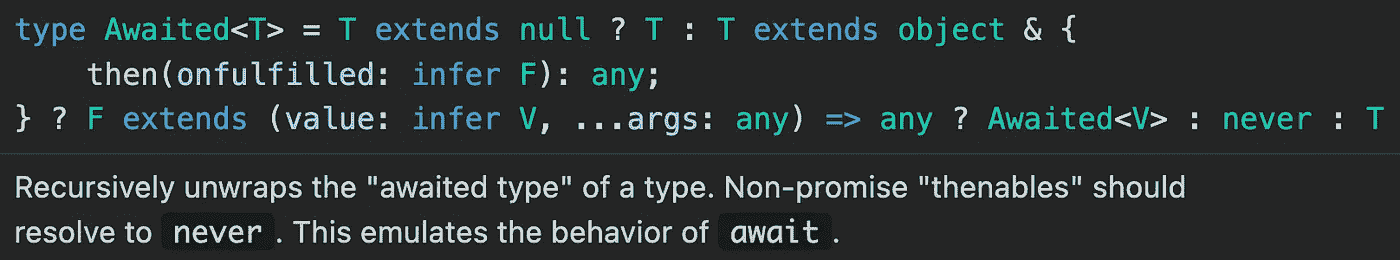 type Awaited<T> = T extends null ? T : T extends object & {
    then(onfulfilled: infer F): any;
} ? F extends (value: infer V, ...args: any) => any ? Awaited<V> : never : T
Recursively unwraps the "awaited type" of a type. Non-promise "thenables" should
resolve to never. This emulates the behavior of await.